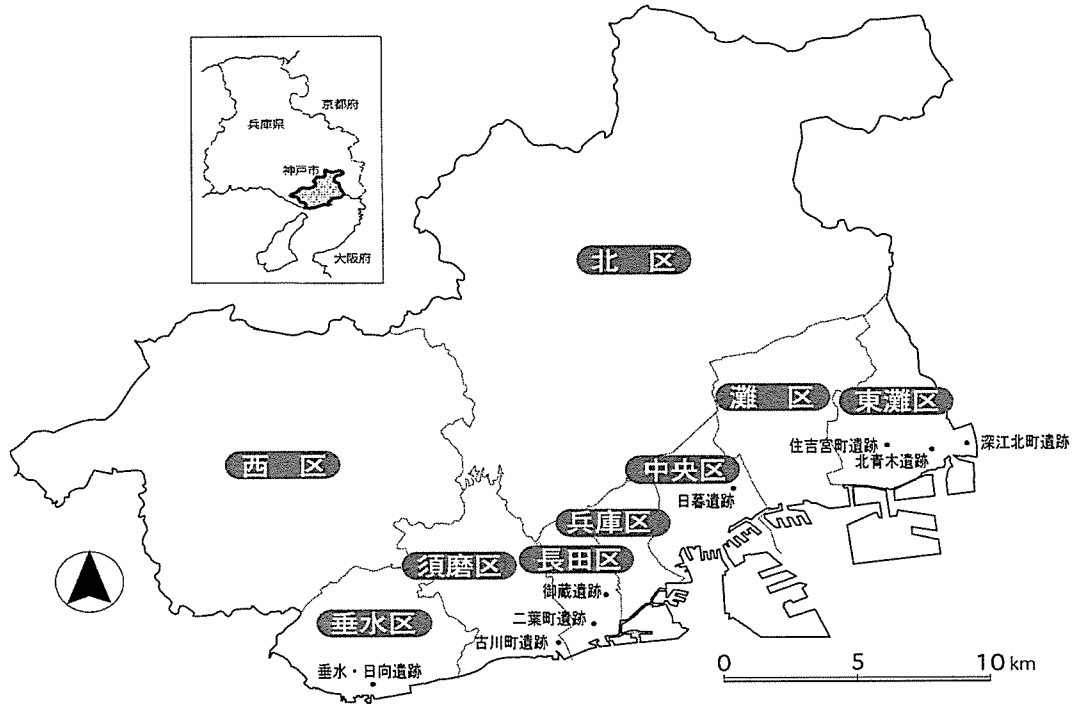 京都府
兵庫県
神戸市
大阪府
北 区
灘 区
東灘区
住吉宮町遺跡
深江北町遺跡
北青木遺跡
西 区
中央区
日暮遺跡
兵庫区
長田区
須磨区
御蔵遺跡
二葉町遺跡
垂水区
古川町遺跡
垂水・日向遺跡
0 5 10 km